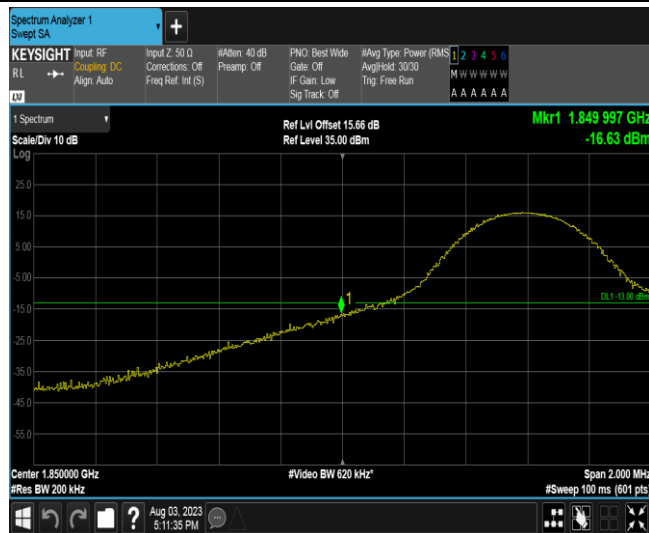 Spectrum Analyzer 1
Swept SA
+
KEYSIGHT
RL
LXI
Input: RF
Coupling: DC
Align: Auto
Input Z: 50 Ω
Corrections: Off
Freq Ref: Int (S)
#Atten: 40 dB
Preamp: Off
PNO: Best Wide
Gate: Off
IF Gain: Low
Sig Track: Off
#Avg Type: Power (RMS
Avg|Hold: 30/30
Trig: Free Run
1 2 3 4 5 6
M W W W W W
A A A A A A
1 Spectrum
Scale/Div 10 dB
Ref Lvl Offset 15.66 dB
Ref Level 35.00 dBm
Mkr1 1.849 997 GHz
-16.63 dBm
Log
25.0
15.0
5.00
-5.00
-15.0
-25.0
-35.0
-45.0
-55.0
1
DL1 -13.00 dBm
Center 1.850000 GHz
#Res BW 200 kHz
#Video BW 620 kHz*
Span 2.000 MHz
#Sweep 100 ms (601 pts)
?
Aug 03, 2023
5:11:35 PM